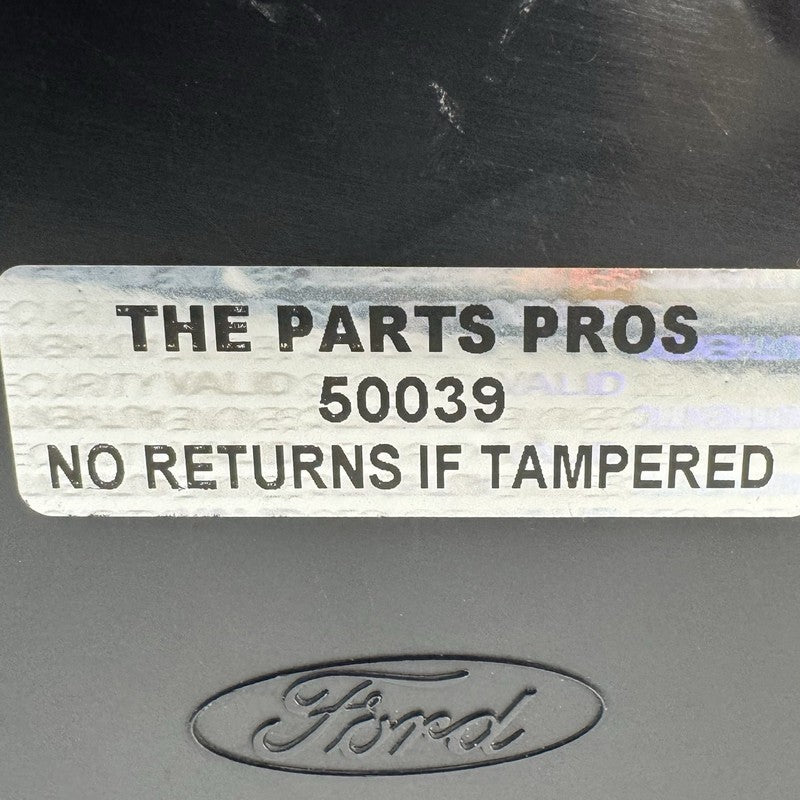 THE PARTS PROS
50039
NO RETURNS IF TAMPERED
Ford